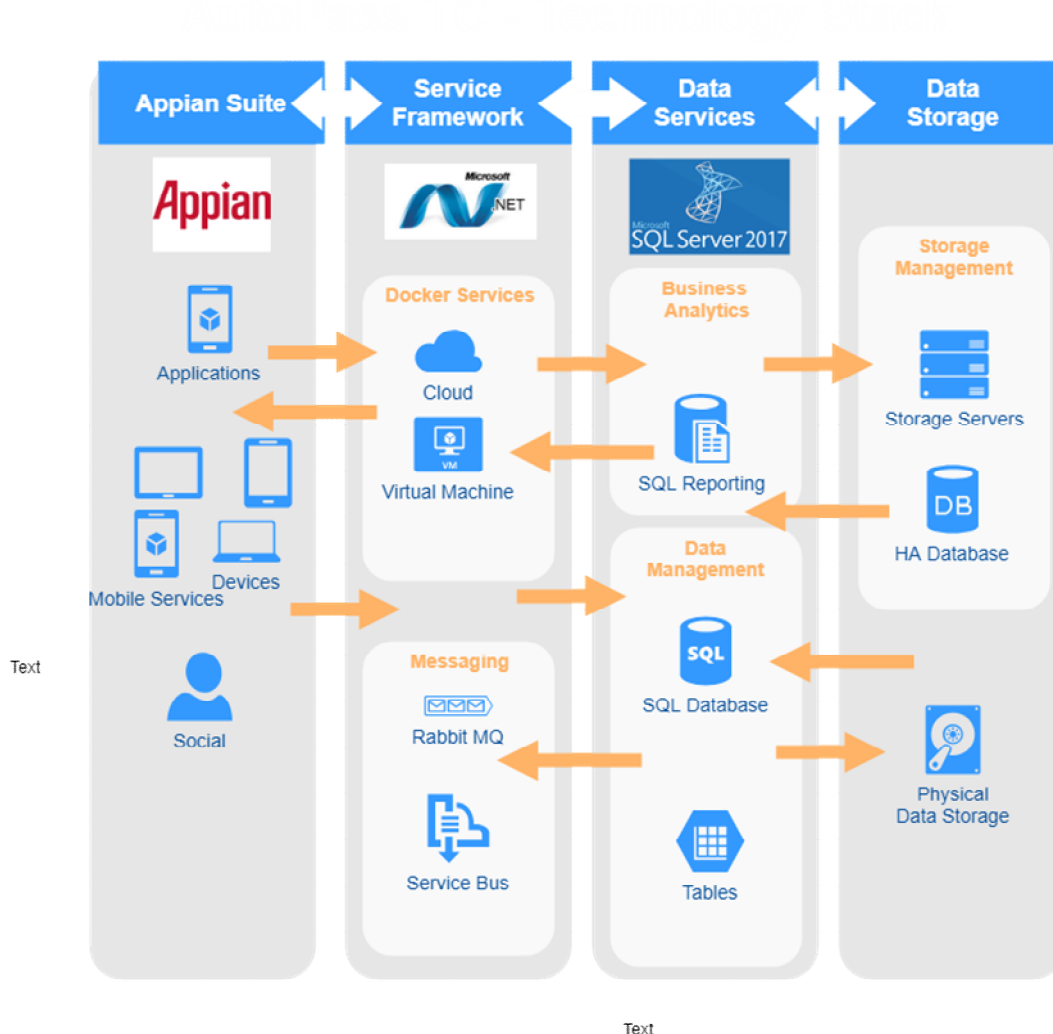 Appian Suite
Service
Framework
Data
Services
Data
Storage
Appian
Microsoft
.NET
Microsoft
SQL Server 2017
Storage
Management
Docker Services
Business
Analytics
Applications
Cloud
Storage Servers
VM
Virtual Machine
SQL Reporting
DB
HA Database
Data
Management
Devices
Mobile Services
Text
Messaging
SQL
SQL Database
Social
Rabbit MQ
Physical
Data Storage
Service Bus
Tables
Text